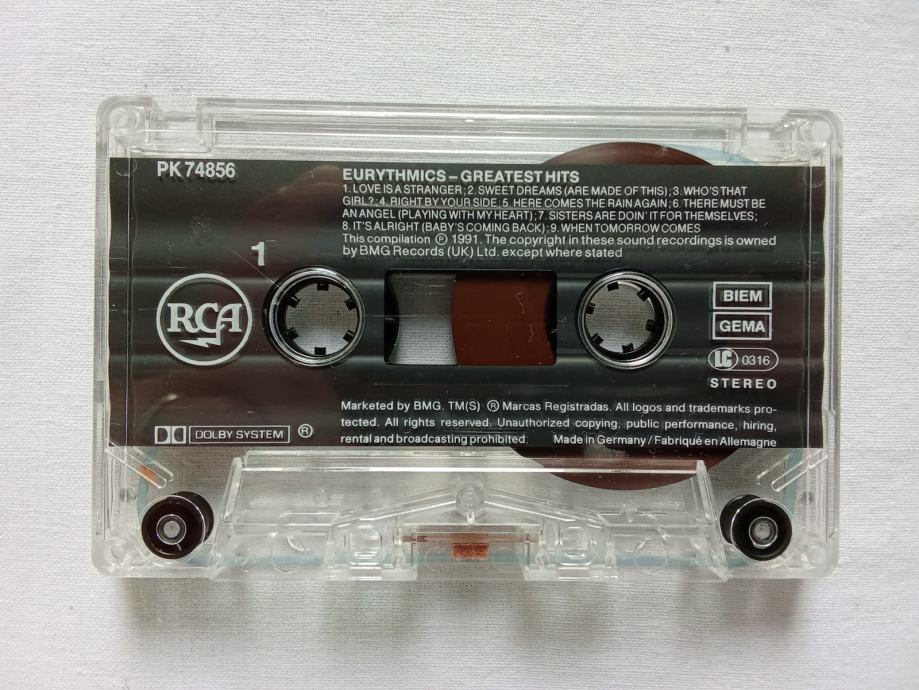 PK 74856
EURYTHMICS – GREATEST HITS
1. LOVE IS A STRANGER; 2. SWEET DREAMS (ARE MADE OF THIS); 3. WHO'S THAT
GIRL?; 4. RIGHT BY YOUR SIDE; 5. HERE COMES THE RAIN AGAIN; 6. THERE MUST BE
AN ANGEL (PLAYING WITH MY HEART); 7. SISTERS ARE DOIN' IT FOR THEMSELVES;
8. IT'S ALRIGHT (BABY'S COMING BACK); 9. WHEN TOMORROW COMES
This compilation ℗ 1991. The copyright in these sound recordings is owned
by BMG Records (UK) Ltd. except where stated
1
RCA
BIEM
GEMA
LC 0316
STEREO
Marketed by BMG. TM(S) ® Marcas Registradas. All logos and trademarks pro-
tected. All rights reserved. Unauthorized copying, public performance, hiring,
rental and broadcasting prohibited. Made in Germany / Fabriqué en Allemagne
DOLBY SYSTEM ®